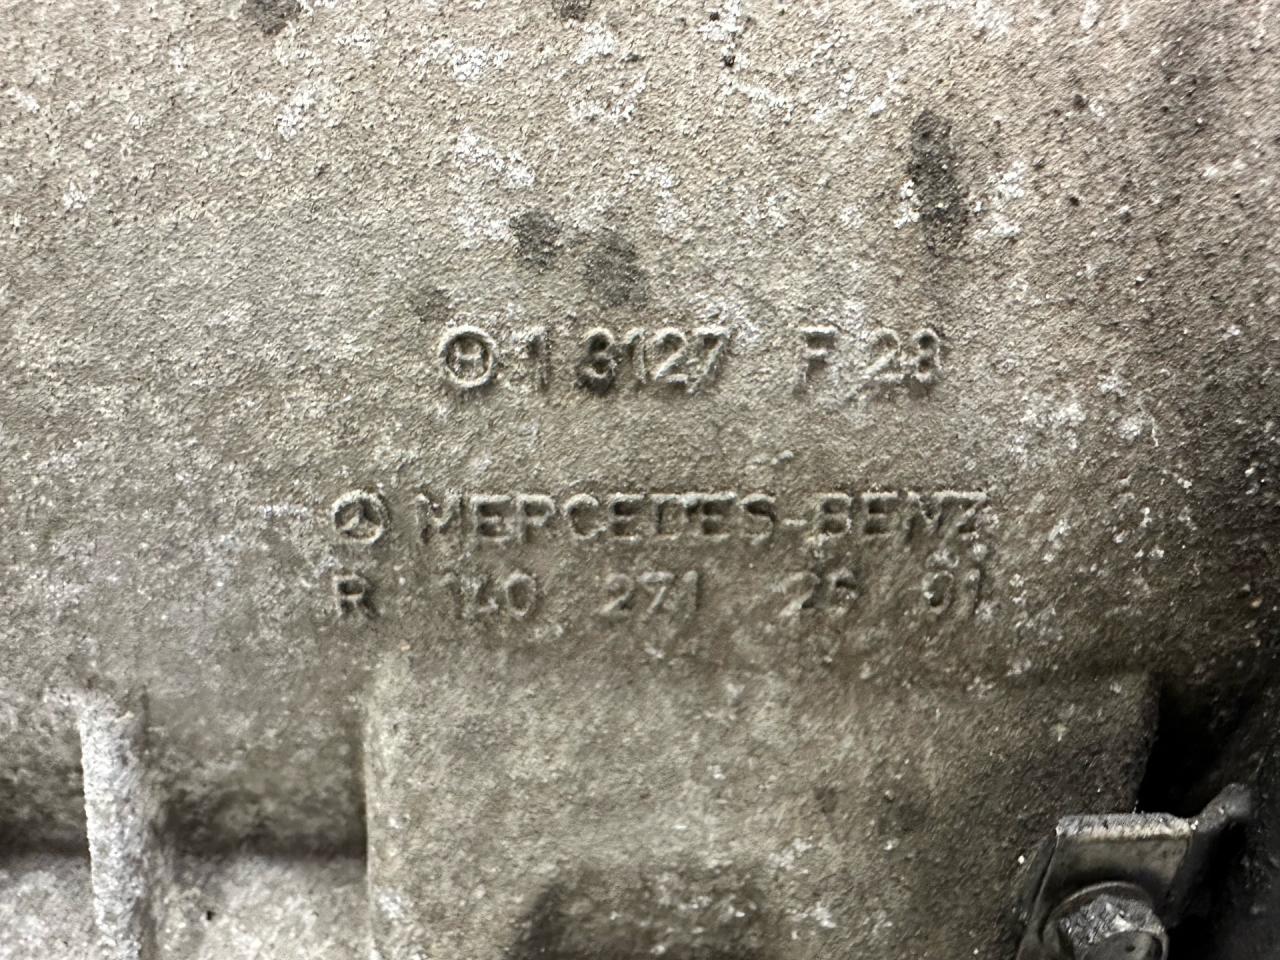 H 1 3127 F 28
MERCEDES-BENZ
R 140 271 26 01